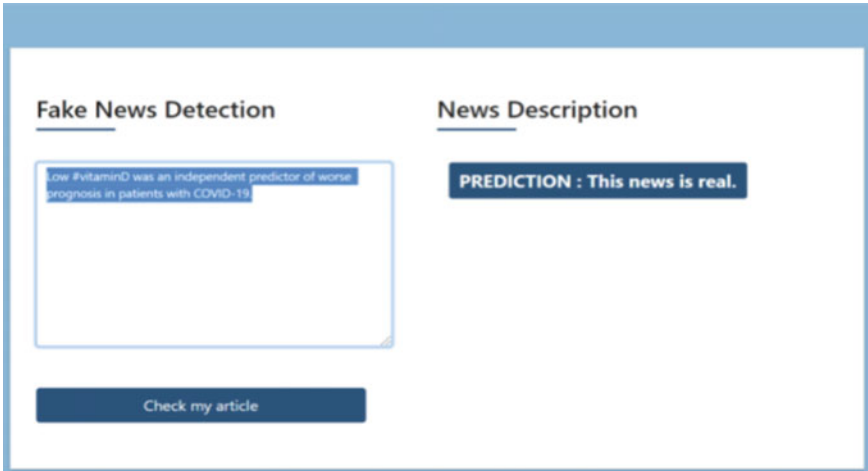 Fake News Detection
Low #vitaminD was an independent predictor of worse
prognosis in patients with COVID-19.
Check my article
News Description
PREDICTION : This news is real.